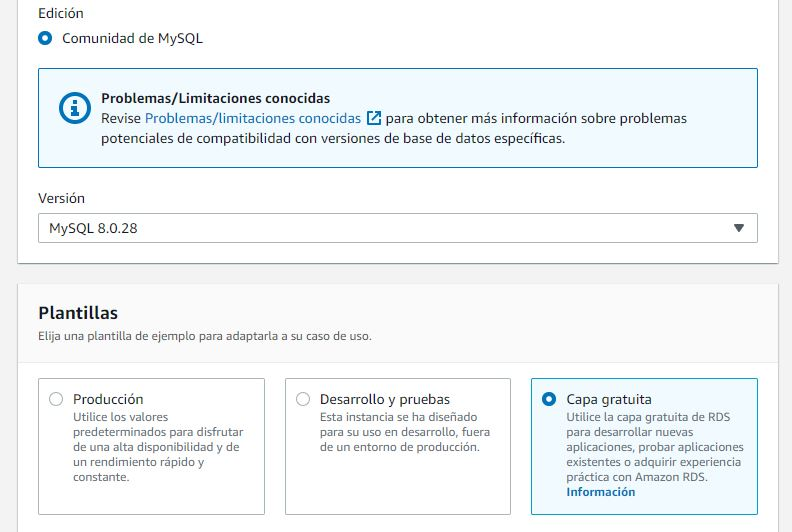 Edición
Comunidad de MySQL
Problemas/Limitaciones conocidas
Revise Problemas/limitaciones conocidas para obtener más información sobre problemas
potenciales de compatibilidad con versiones de base de datos específicas.
Versión
MySQL 8.0.28
Plantillas
Elija una plantilla de ejemplo para adaptarla a su caso de uso.
Producción
Utilice los valores
predeterminados para disfrutar
de una alta disponibilidad y de
un rendimiento rápido y
constante.
Desarrollo y pruebas
Esta instancia se ha diseñado
para su uso en desarrollo, fuera
de un entorno de producción.
Capa gratuita
Utilice la capa gratuita de RDS
para desarrollar nuevas
aplicaciones, probar aplicaciones
existentes o adquirir experiencia
práctica con Amazon RDS.
Información